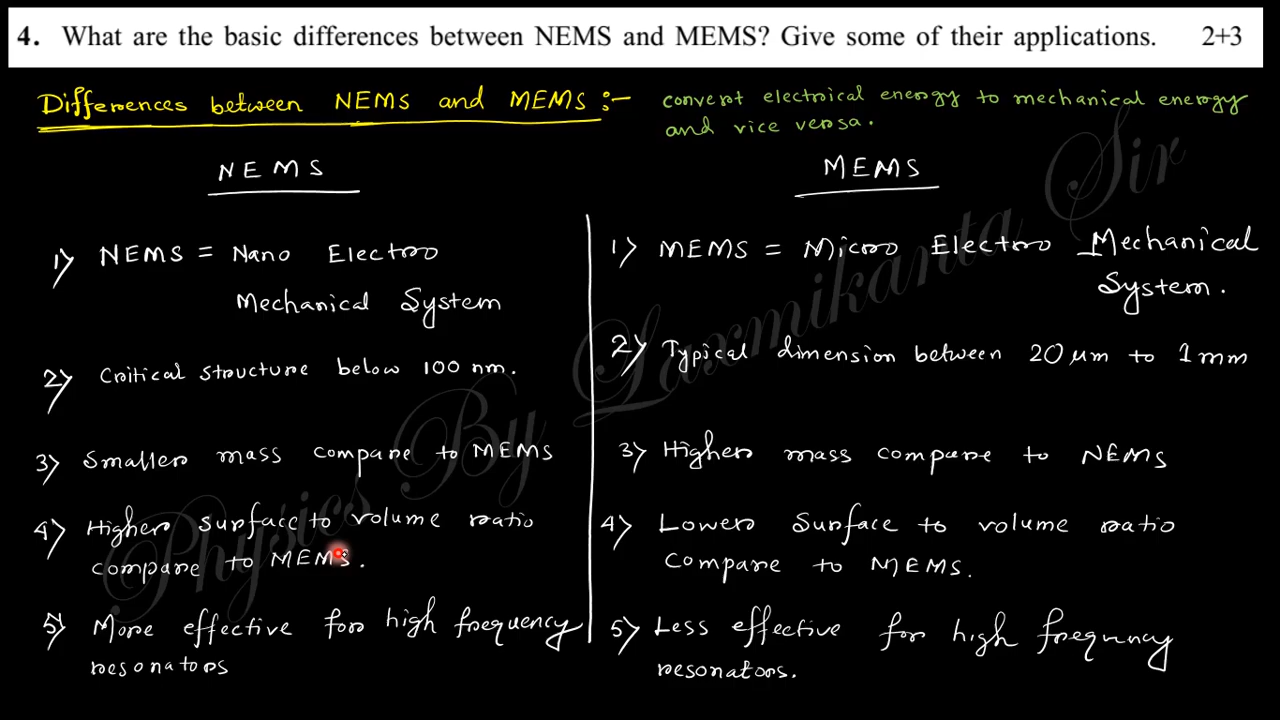 4. What are the basic differences between NEMS and MEMS? Give some of their applications. 2+3
Differences between NEMS and MEMS :-
convert electrical energy to mechanical energy
and vice versa.
NEMS
1) NEMS = Nano Electro
Mechanical System
2) Critical structure below 100 nm.
3) Smaller mass compare to MEMS
4) Higher surface to volume ratio
compare to MEMS.
5) More effective for high frequency
resonators
MEMS
1) MEMS = Micro Electro Mechanical
System.
2) Typical dimension between 20 μm to 1 mm
3) Higher mass compare to NEMS
4) Lower Surface to volume ratio
Compare to NEMS.
5) Less effective for high frequency
resonators.
Physics By Laxmikanta Sir